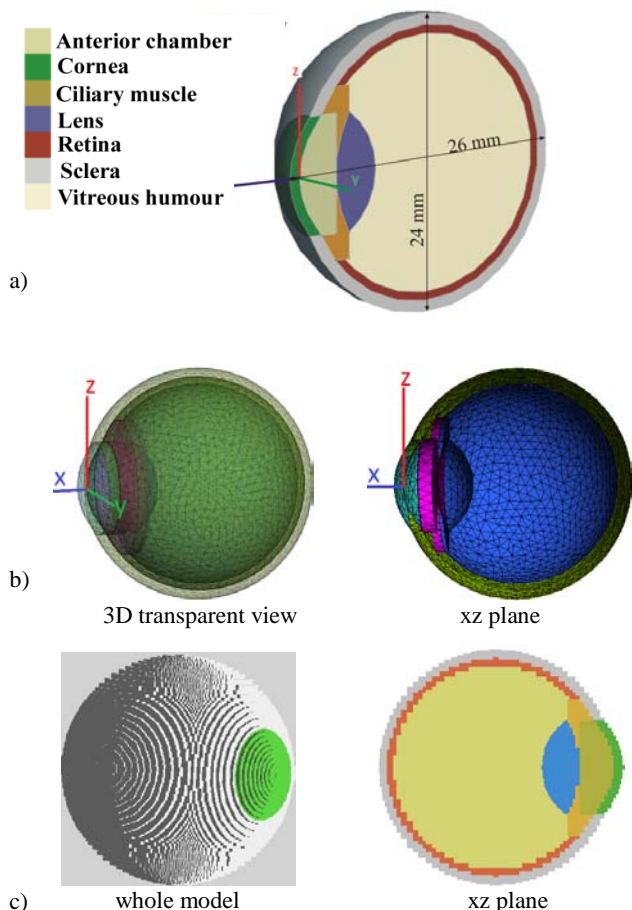 Anterior chamber
Cornea
Ciliary muscle
Lens
Retina
Sclera
Vitreous humour
z
y
26 mm
24 mm
a)
Z
X
y
Z
X
b)
3D transparent view
xz plane
c)
whole model
xz plane